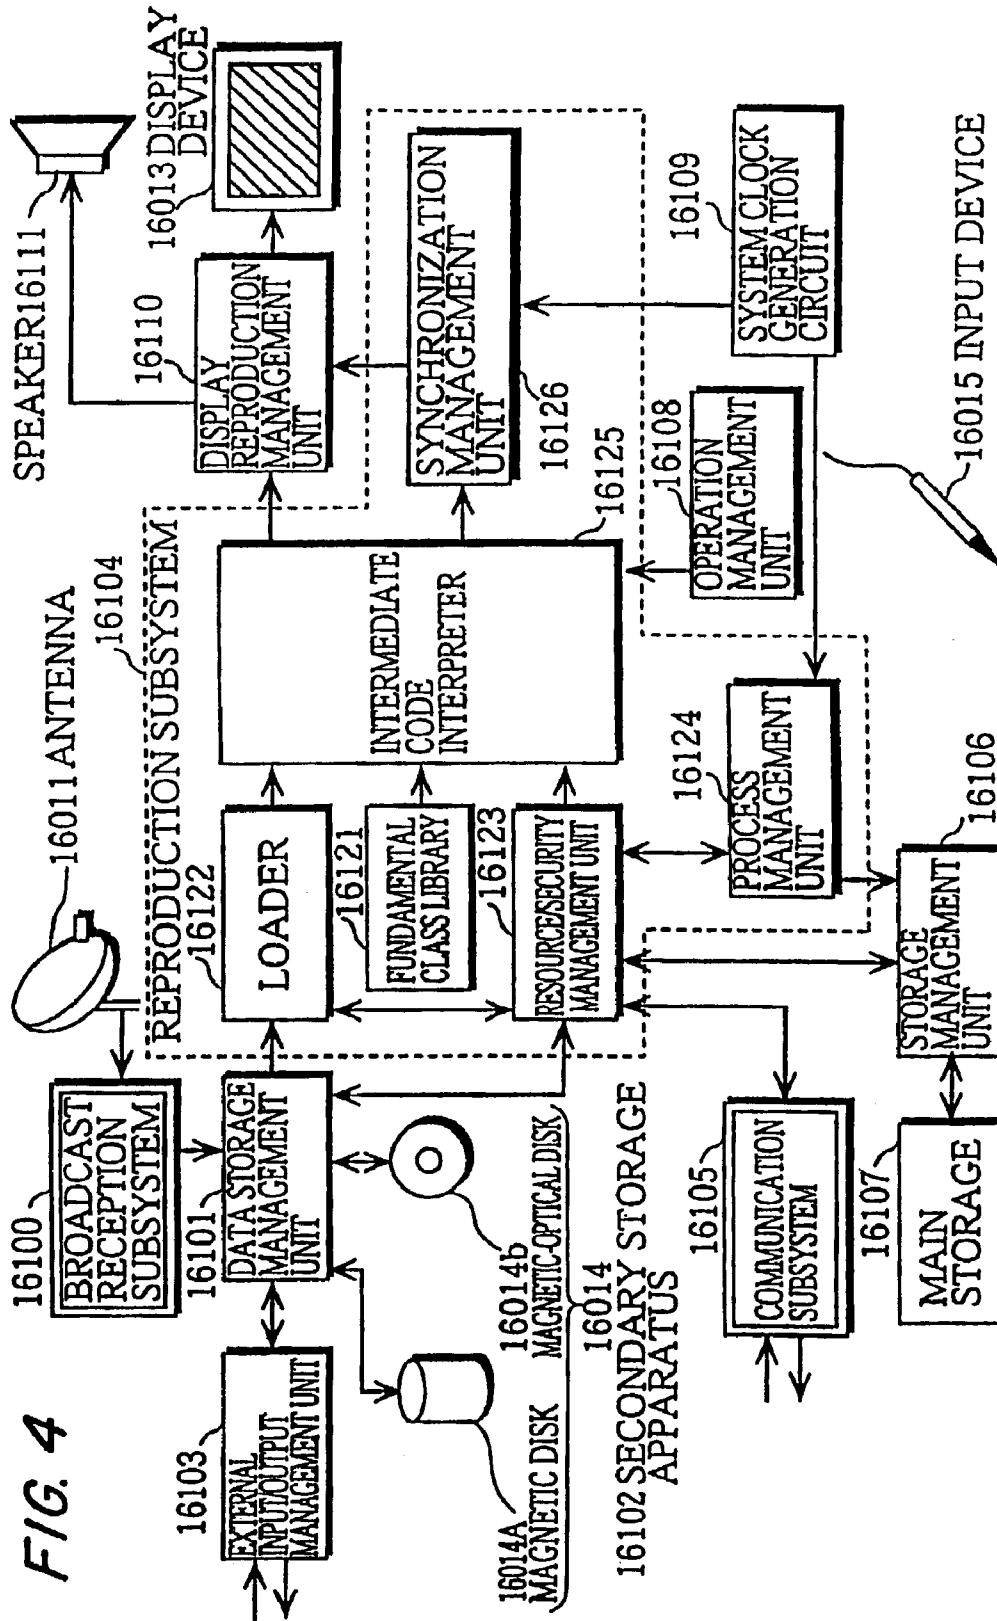 FIG. 4
16103
EXTERNAL
INPUT/OUTPUT
MANAGEMENT UNIT
16100
BROADCAST
RECEPTION
SUBSYSTEM
16101
DATA STORAGE
MANAGEMENT
UNIT
16014A
MAGNETIC DISK
16014b
MAGNETIC-OPTICAL DISK
16014
16102 SECONDARY STORAGE
APPARATUS
16011 ANTENNA
16104
REPRODUCTION SUBSYSTEM
16122
LOADER
16121
FUNDAMENTAL
CLASS LIBRARY
16123
RESOURCE/SECURITY
MANAGEMENT UNIT
INTERMEDIATE
CODE
INTERPRETER
16125
SPEAKER 16111
16110
DISPLAY
REPRODUCTION
MANAGEMENT
UNIT
16013 DISPLAY
DEVICE
SYNCHRONIZATION
MANAGEMENT
UNIT
16126
16108
OPERATION
MANAGEMENT
UNIT
16109
SYSTEM CLOCK
GENERATION
CIRCUIT
16015 INPUT DEVICE
16124
PROCESS
MANAGEMENT
UNIT
16105
COMMUNICATION
SUBSYSTEM
16106
STORAGE
MANAGEMENT
UNIT
16107
MAIN
STORAGE